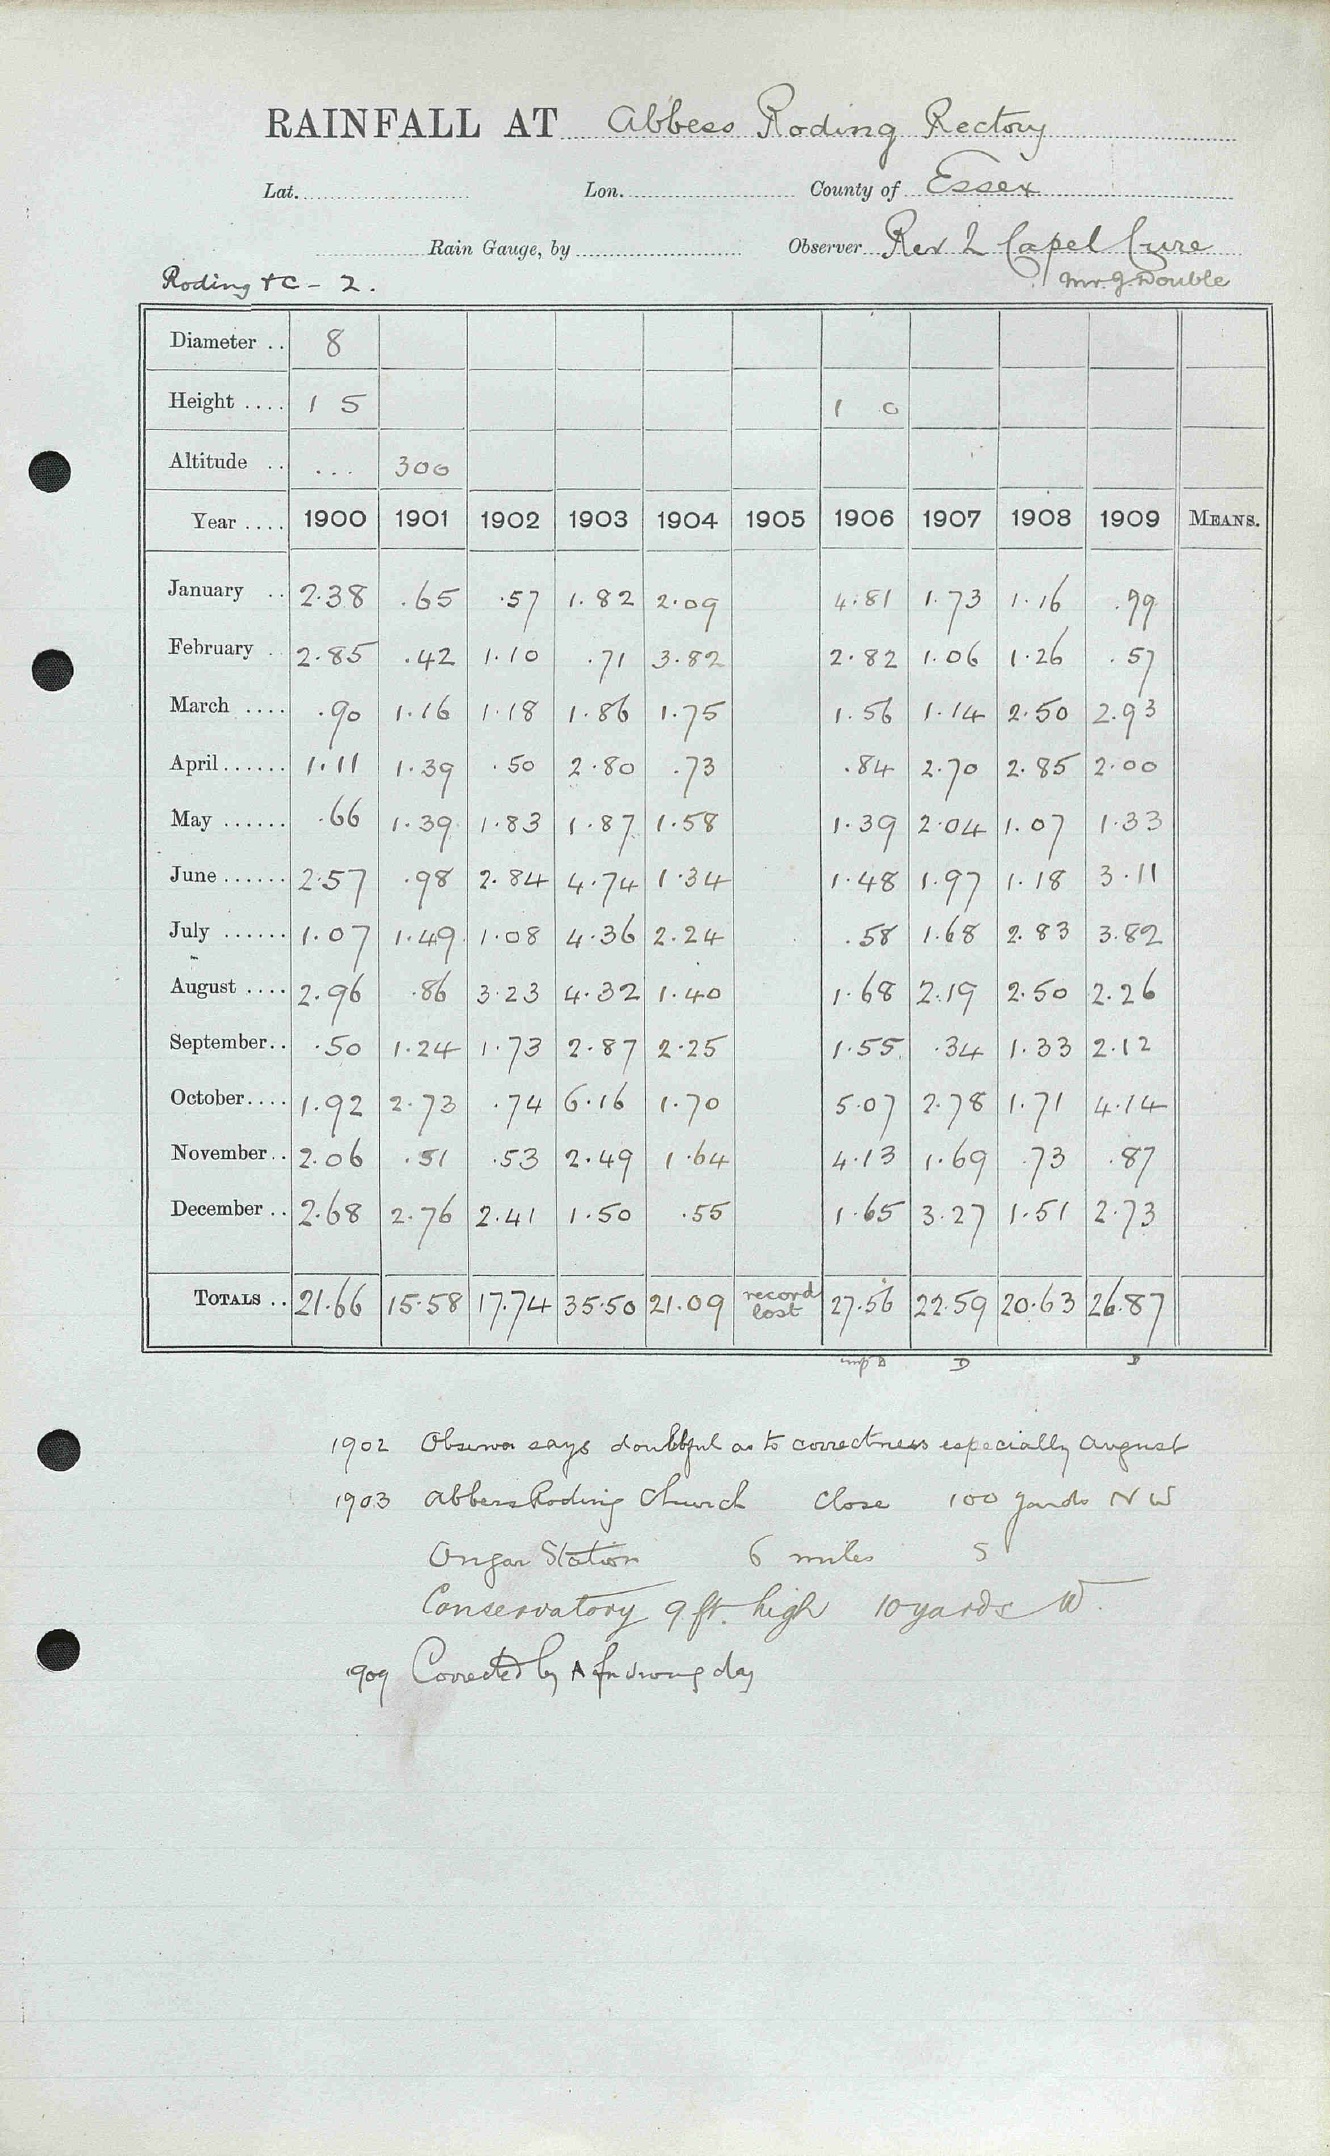 RAINFALL AT Abbess Roding Rectory
Lat. Lon. County of Essex
Rain Gauge, by Observer Rev L Capel Cure
Roding &c - 2. Mr. J. Double
Diameter .. 8
Height .... 1 5 1 0
Altitude .. ... 300
Year .... 1900 1901 1902 1903 1904 1905 1906 1907 1908 1909 MEANS.
January .. 2.38 .65 .57 1.82 2.09 4.81 1.73 1.16 .99
February . 2.85 .42 1.10 .71 3.82 2.82 1.06 1.26 .57
March .... .90 1.16 1.18 1.86 1.75 1.56 1.14 2.50 2.93
April...... 1.11 1.39 .50 2.80 .73 .84 2.70 2.85 2.00
May ...... .66 1.39 1.83 1.87 1.58 1.39 2.04 1.07 1.33
June ...... 2.57 .98 2.84 4.74 1.34 1.48 1.97 1.18 3.11
July ...... 1.07 1.49 1.08 4.36 2.24 .58 1.68 2.83 3.82
August .... 2.96 .86 3.23 4.32 1.40 1.68 2.19 2.50 2.26
September.. .50 1.24 1.73 2.87 2.25 1.55 .34 1.33 2.12
October.... 1.92 2.73 .74 6.16 1.70 5.07 2.78 1.71 4.14
November.. 2.06 .51 .53 2.49 1.64 4.13 1.69 .73 .87
December .. 2.68 2.76 2.41 1.50 .55 1.65 3.27 1.51 2.73
TOTALS .. 21.66 15.58 17.74 35.50 21.09 record lost 27.56 22.59 20.63 26.87
D D
1902 Observer says doubtful as to correctness especially August
1903 Abbess Roding Church Close 100 yards N W
Ongar Station 6 miles S
Conservatory 9 ft. high 10 yards W.
1909 Corrected by A for wrong day